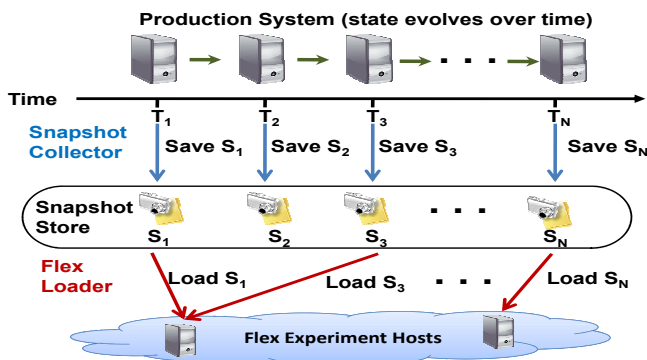 Production System (state evolves over time)
. . .
Time
T1 T2 T3 TN
Snapshot Collector
Save S1 Save S2 Save S3 Save SN
. . .
Snapshot Store
. . .
S1 S2 S3 SN
Flex Loader
Load S1 Load S3 Load SN
. . .
Flex Experiment Hosts